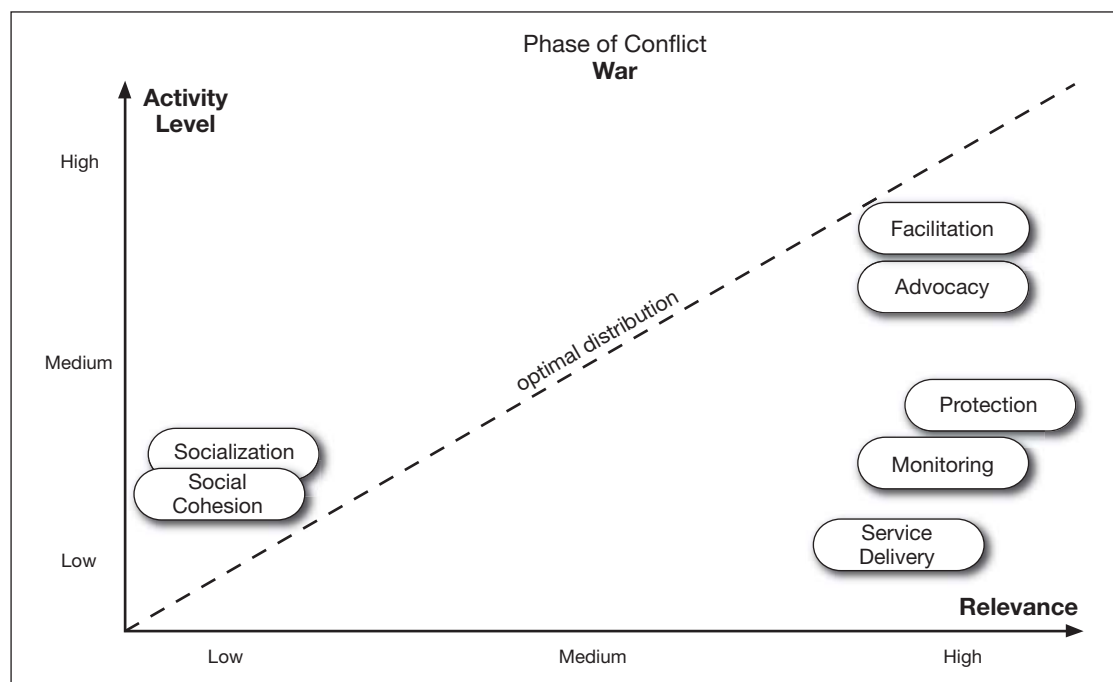 Phase of Conflict
War
Activity
Level
High
Medium
Low
optimal distribution
Facilitation
Advocacy
Protection
Monitoring
Service
Delivery
Socialization
Social
Cohesion
Relevance
Low
Medium
High